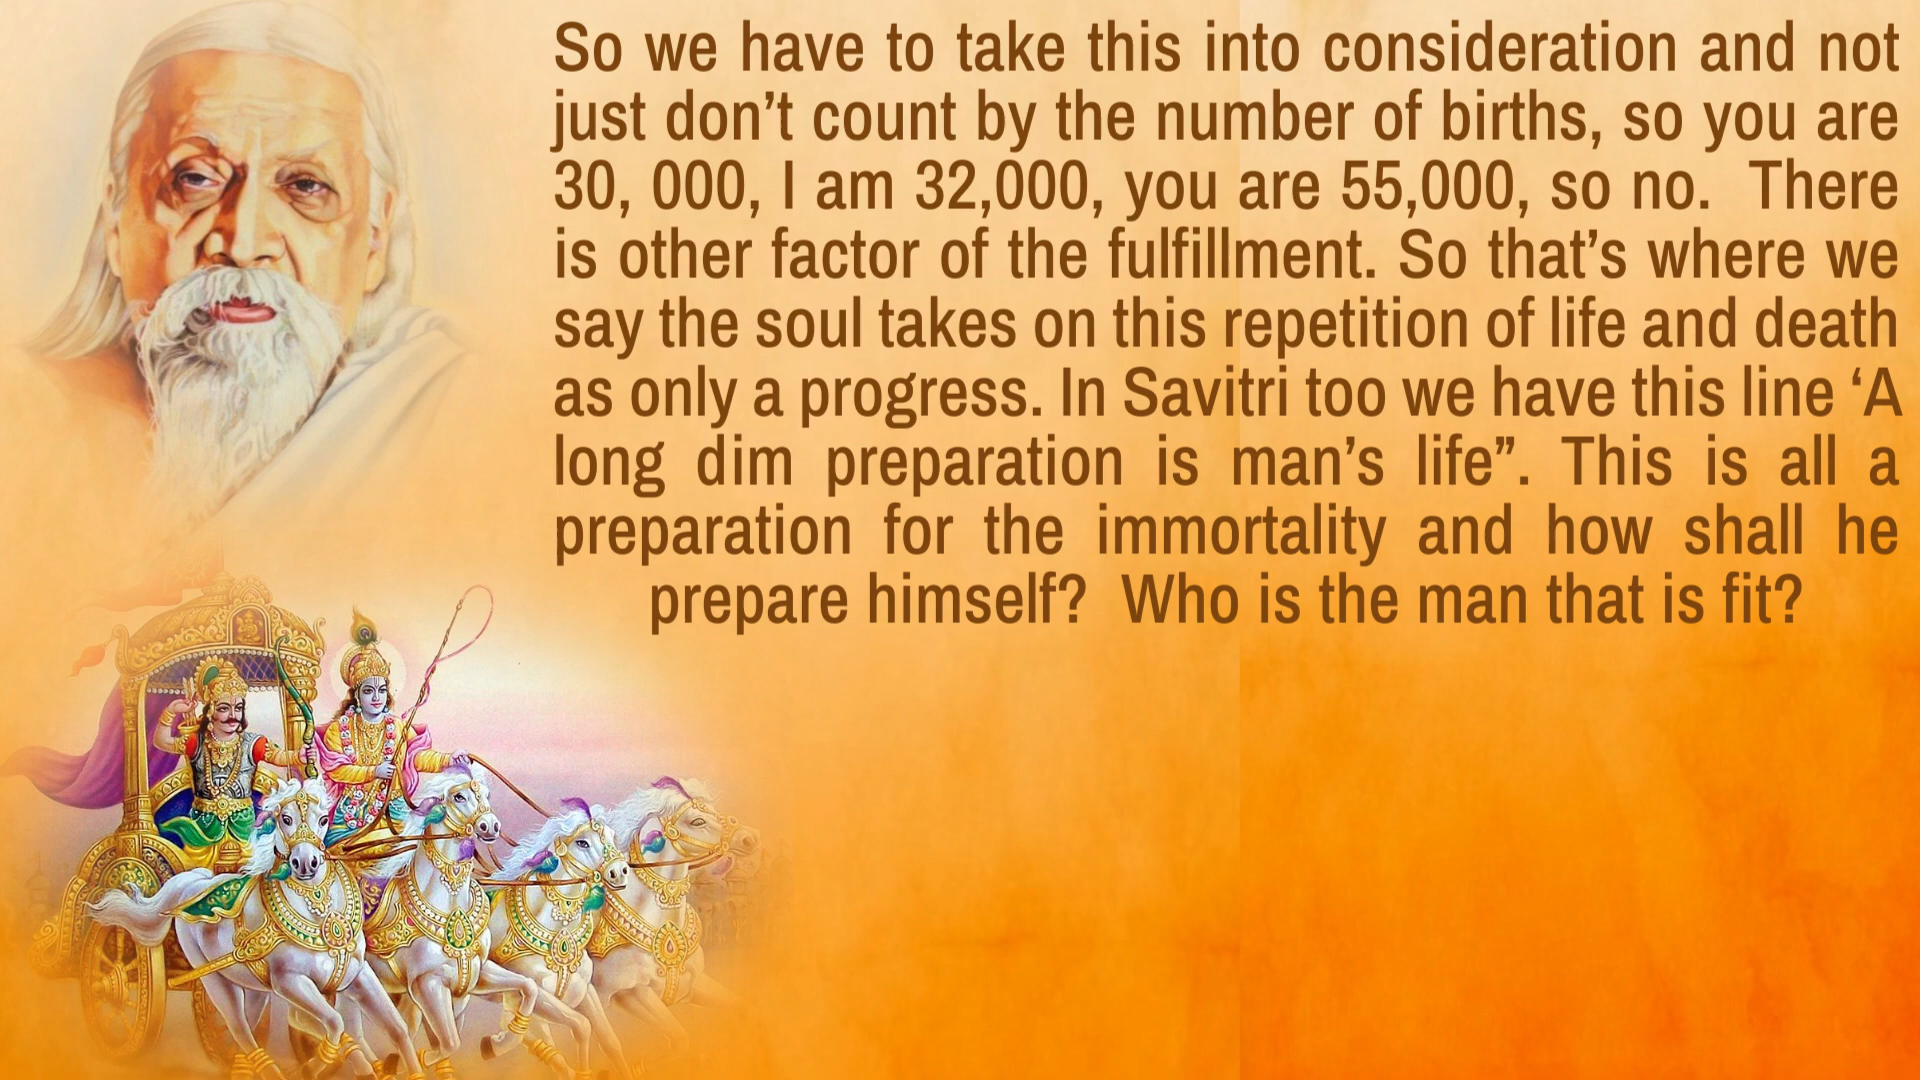 So we have to take this into consideration and not
just don’t count by the number of births, so you are
30, 000, I am 32,000, you are 55,000, so no.  There
is other factor of the fulfillment. So that’s where we
say the soul takes on this repetition of life and death
as only a progress. In Savitri too we have this line ‘A
long dim preparation is man’s life”. This is all a
preparation for the immortality and how shall he
prepare himself?  Who is the man that is fit?